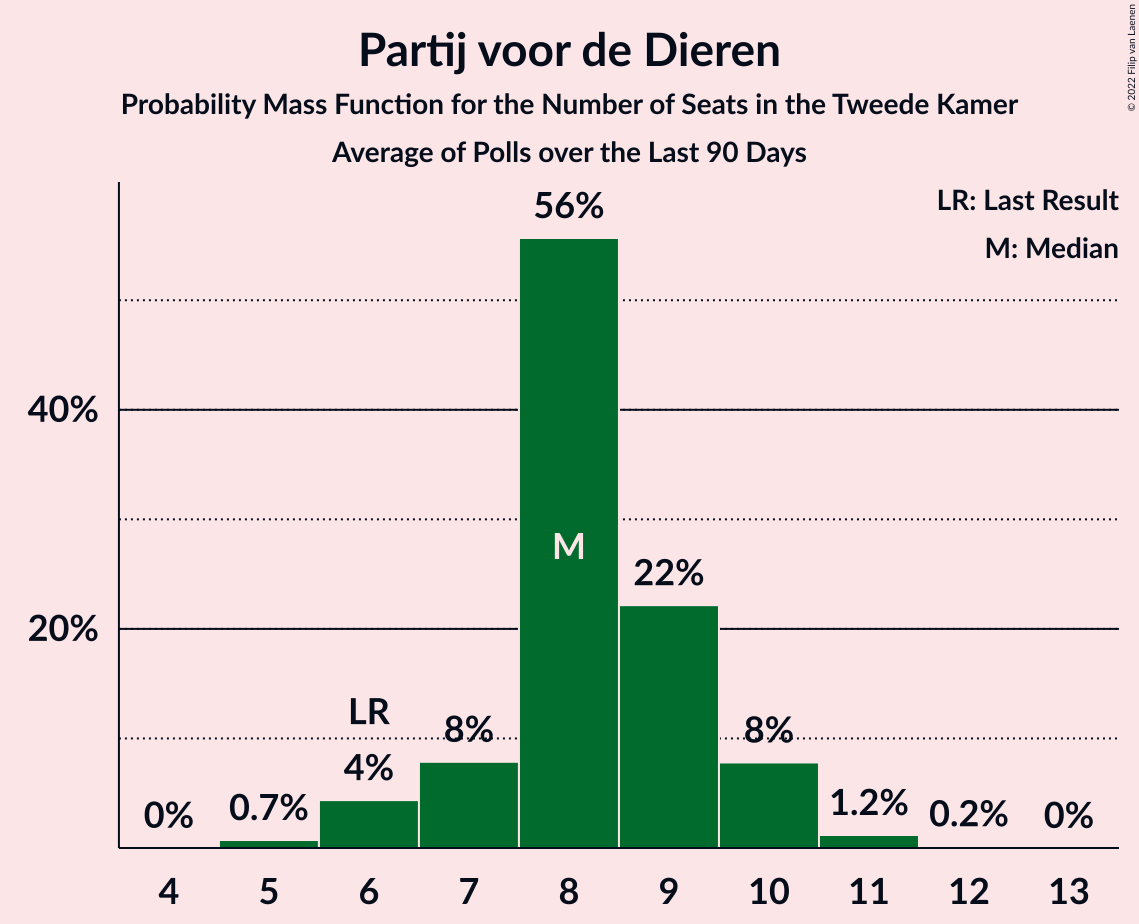 Partij voor de Dieren
Probability Mass Function for the Number of Seats in the Tweede Kamer
Average of Polls over the Last 90 Days
© 2022 Filip van Laenen
LR: Last Result
M: Median
56%
40%
M
22%
20%
LR
8%
8%
4%
0%
0.7%
1.2%
0.2%
0%
4 5 6 7 8 9 10 11 12 13